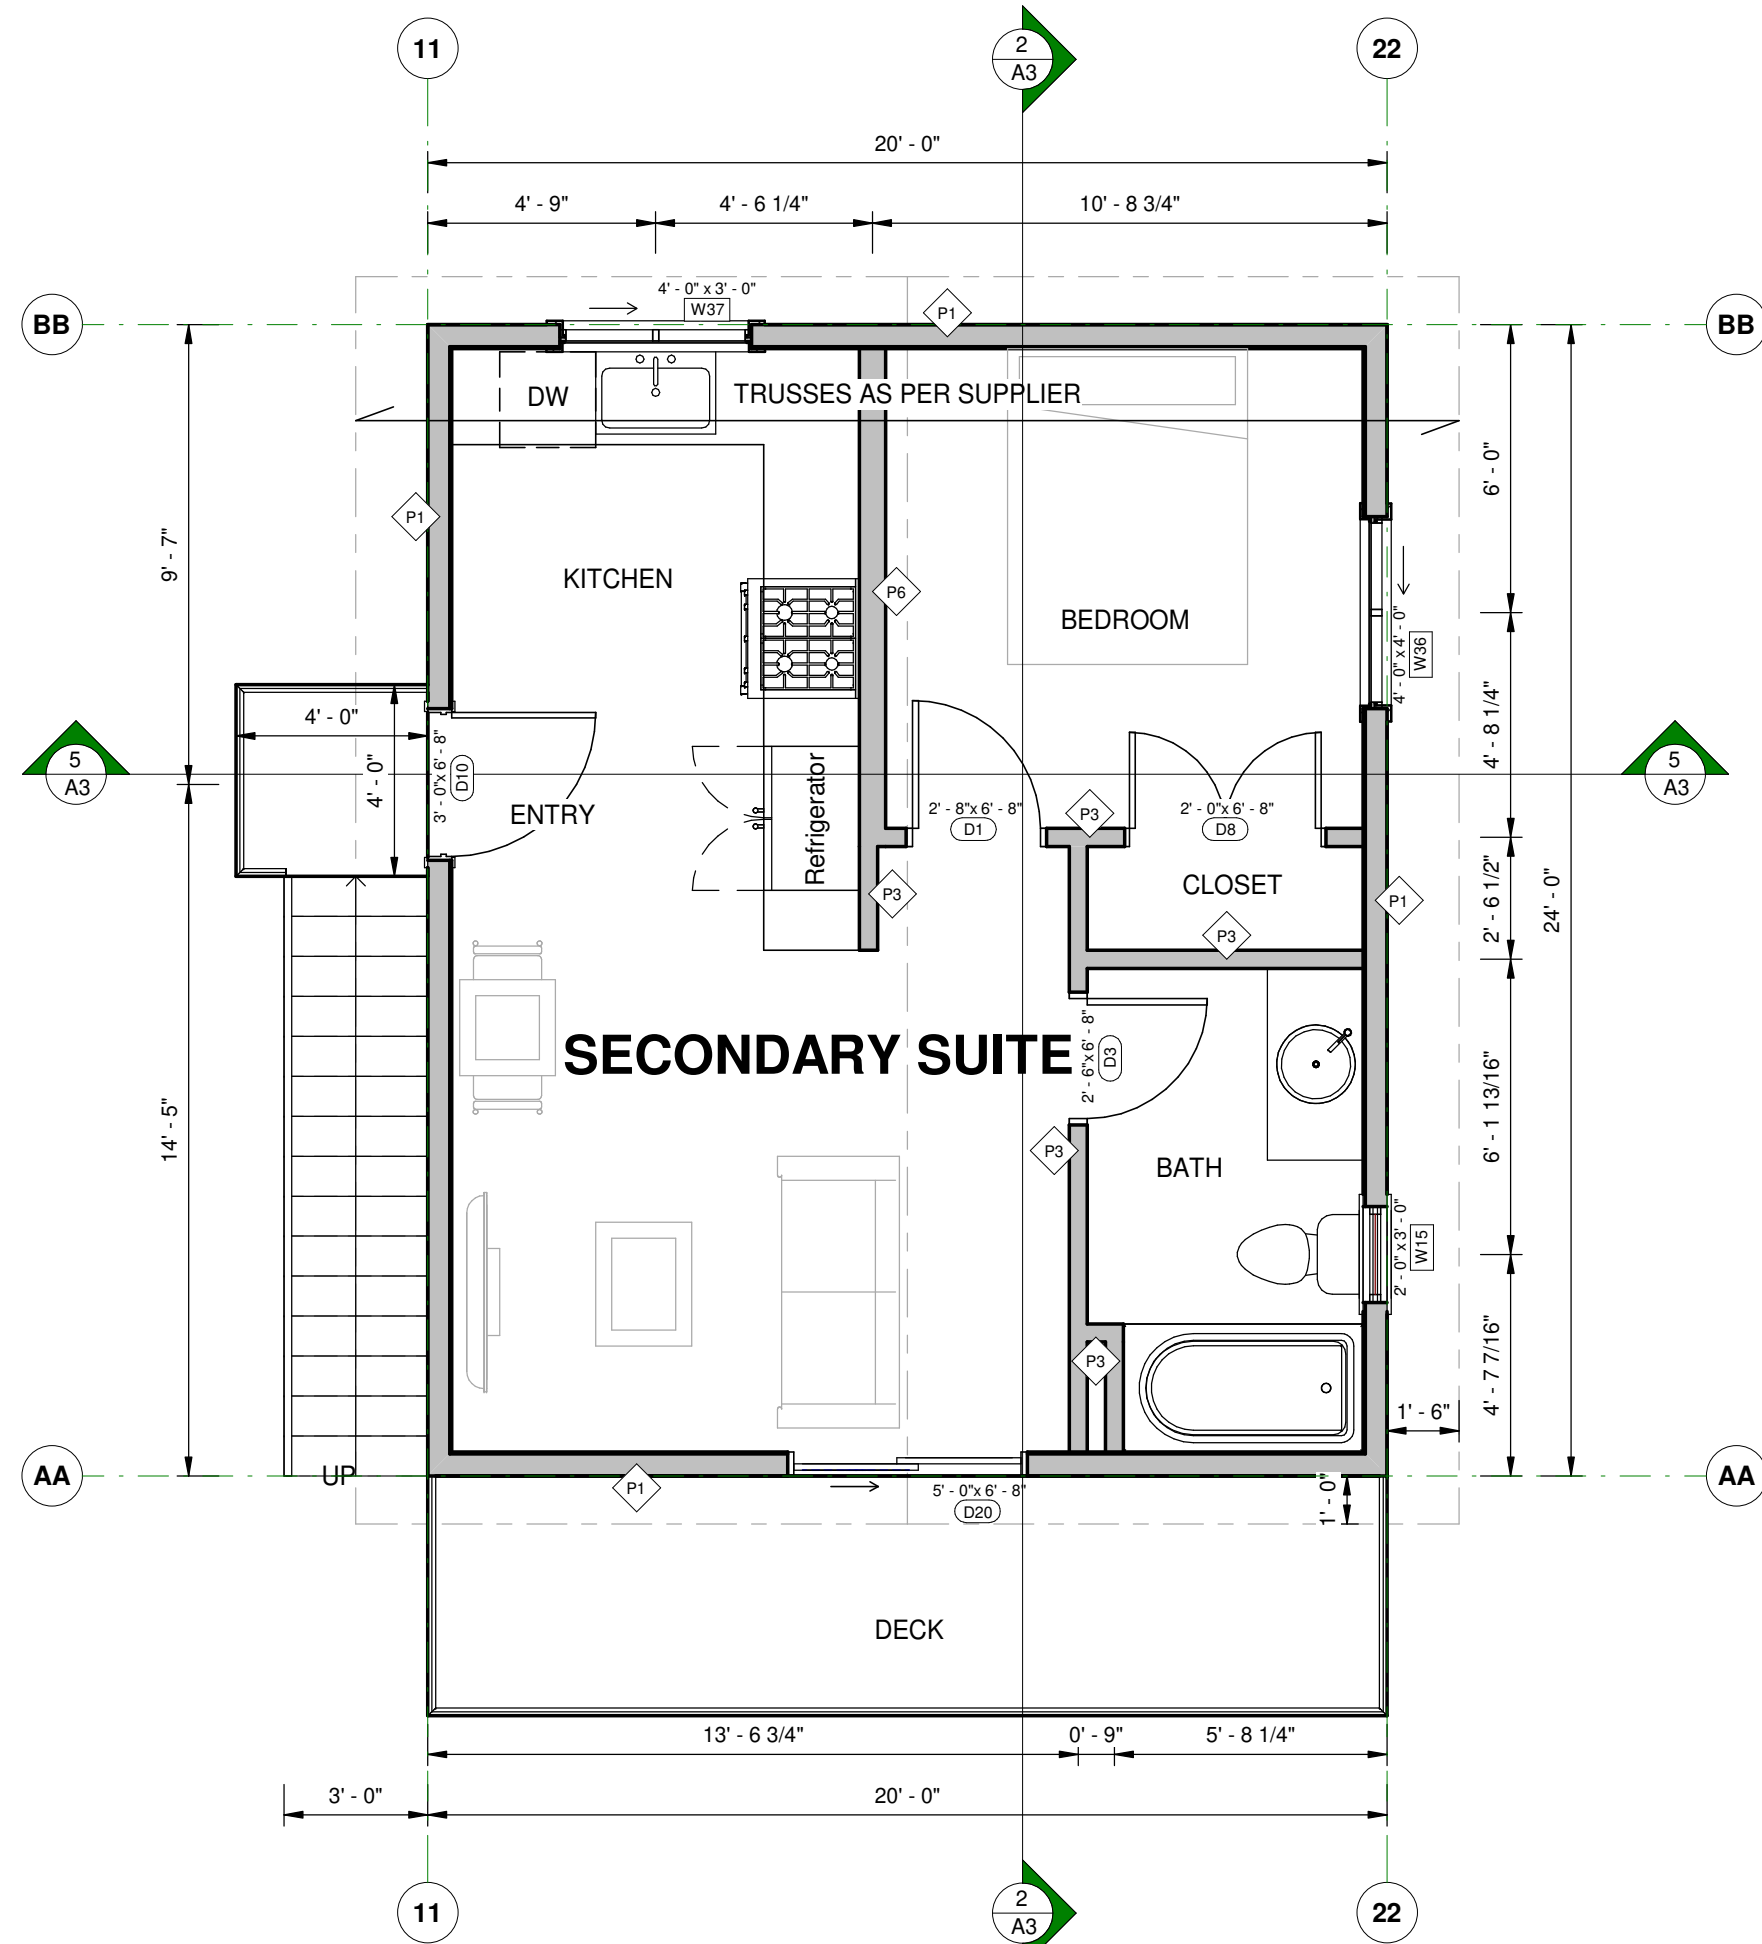 11
2
A3
22
20' - 0"
4' - 9"
4' - 6 1/4"
10' - 8 3/4"
4' - 0" x 3' - 0"
W37
P1
BB
BB
DW
TRUSSES AS PER SUPPLIER
6' - 0"
P1
9' - 7"
KITCHEN
P6
BEDROOM
4' - 0" x 4' - 0"
W36
4' - 8 1/4"
4' - 0"
4' - 0"
3' - 0"x 6' - 8"
D10
5
A3
5
A3
ENTRY
Refrigerator
2' - 8"x 6' - 8"
D1
P3
2' - 0"x 6' - 8"
D8
P3
CLOSET
P1
2' - 6 1/2"
24' - 0"
P3
SECONDARY SUITE
2' - 6"x 6' - 8"
D3
6' - 1 13/16"
14' - 5"
P3
BATH
2' - 0" x 3' - 0"
W15
P3
4' - 7 7/16"
1' - 6"
AA
UP
P1
5' - 0"x 6' - 8"
D20
1' - 0"
AA
DECK
13' - 6 3/4"
0' - 9"
5' - 8 1/4"
3' - 0"
20' - 0"
11
2
A3
22